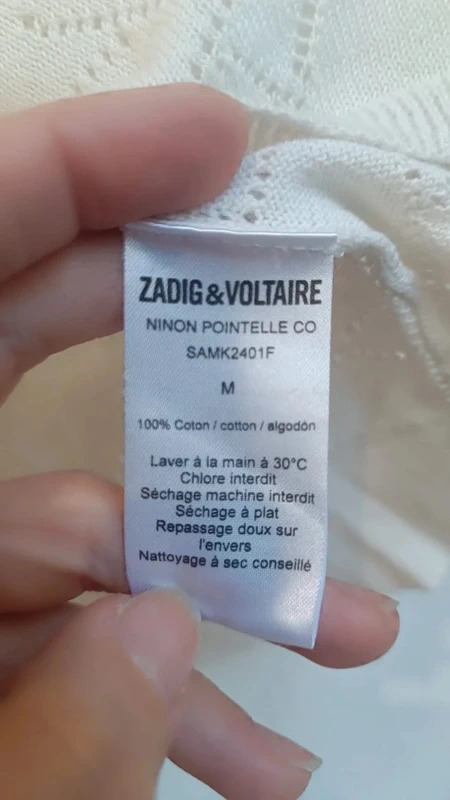 ZADIG&VOLTAIRE
NINON POINTELLE CO
SAMK2401F
M
100% Coton / cotton / algodón
Laver à la main à 30°C
Chlore interdit
Séchage machine interdit
Séchage à plat
Repassage doux sur
l'envers
Nattoyage à sec conseillé